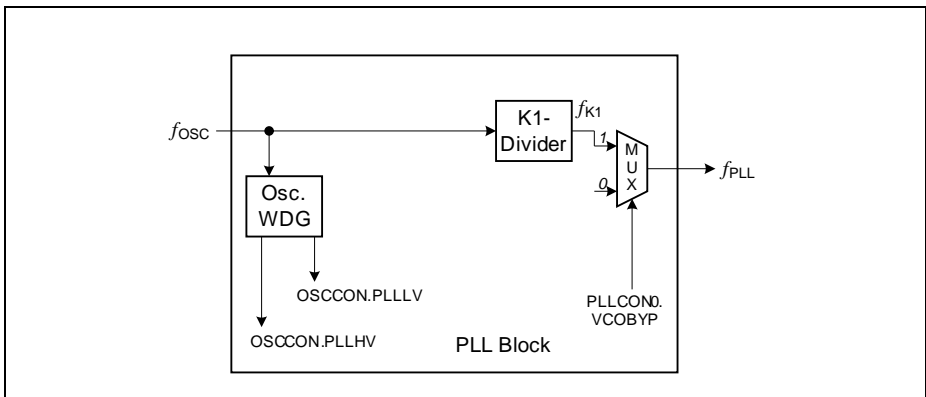 fOSC
K1-
Divider
fK1
1
0
M
U
X
fPLL
Osc.
WDG
OSCCON.PLLLV
OSCCON.PLLHV
PLLCON0.
VCOBYP
PLL Block